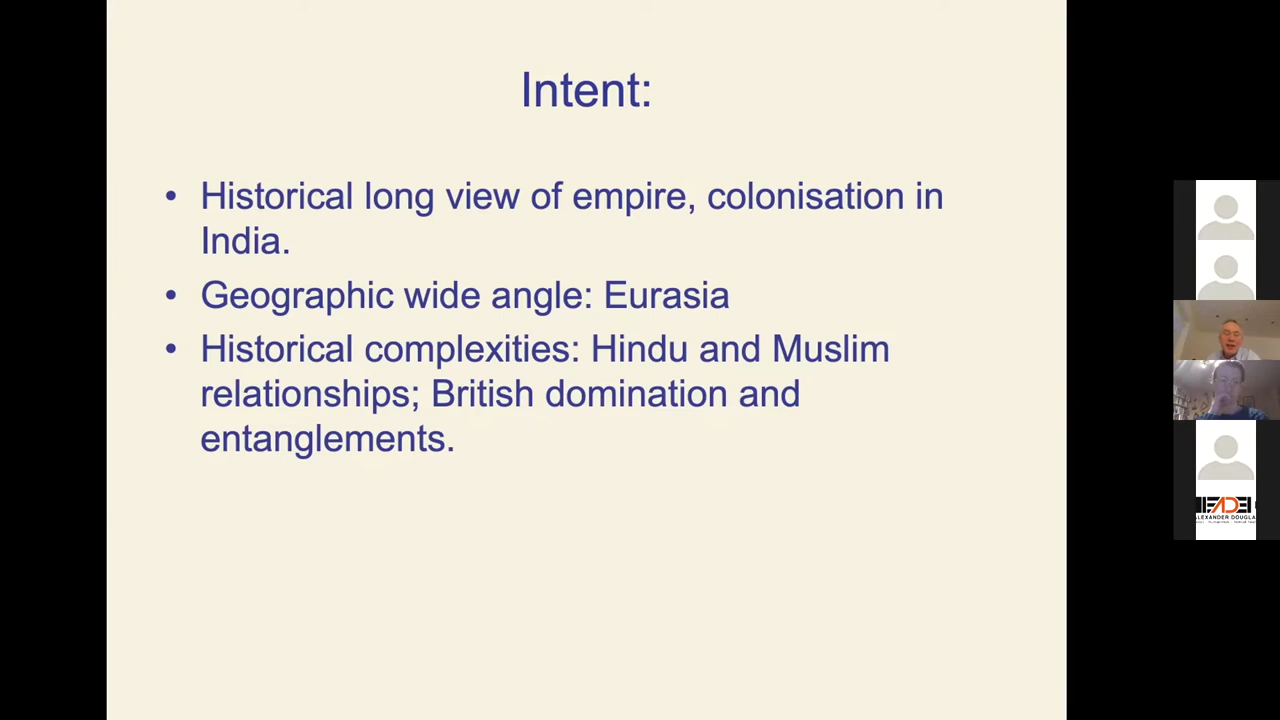 Intent:
• Historical long view of empire, colonisation in
India.
• Geographic wide angle: Eurasia
• Historical complexities: Hindu and Muslim
relationships; British domination and
entanglements.
ALEXANDER DOUGLA